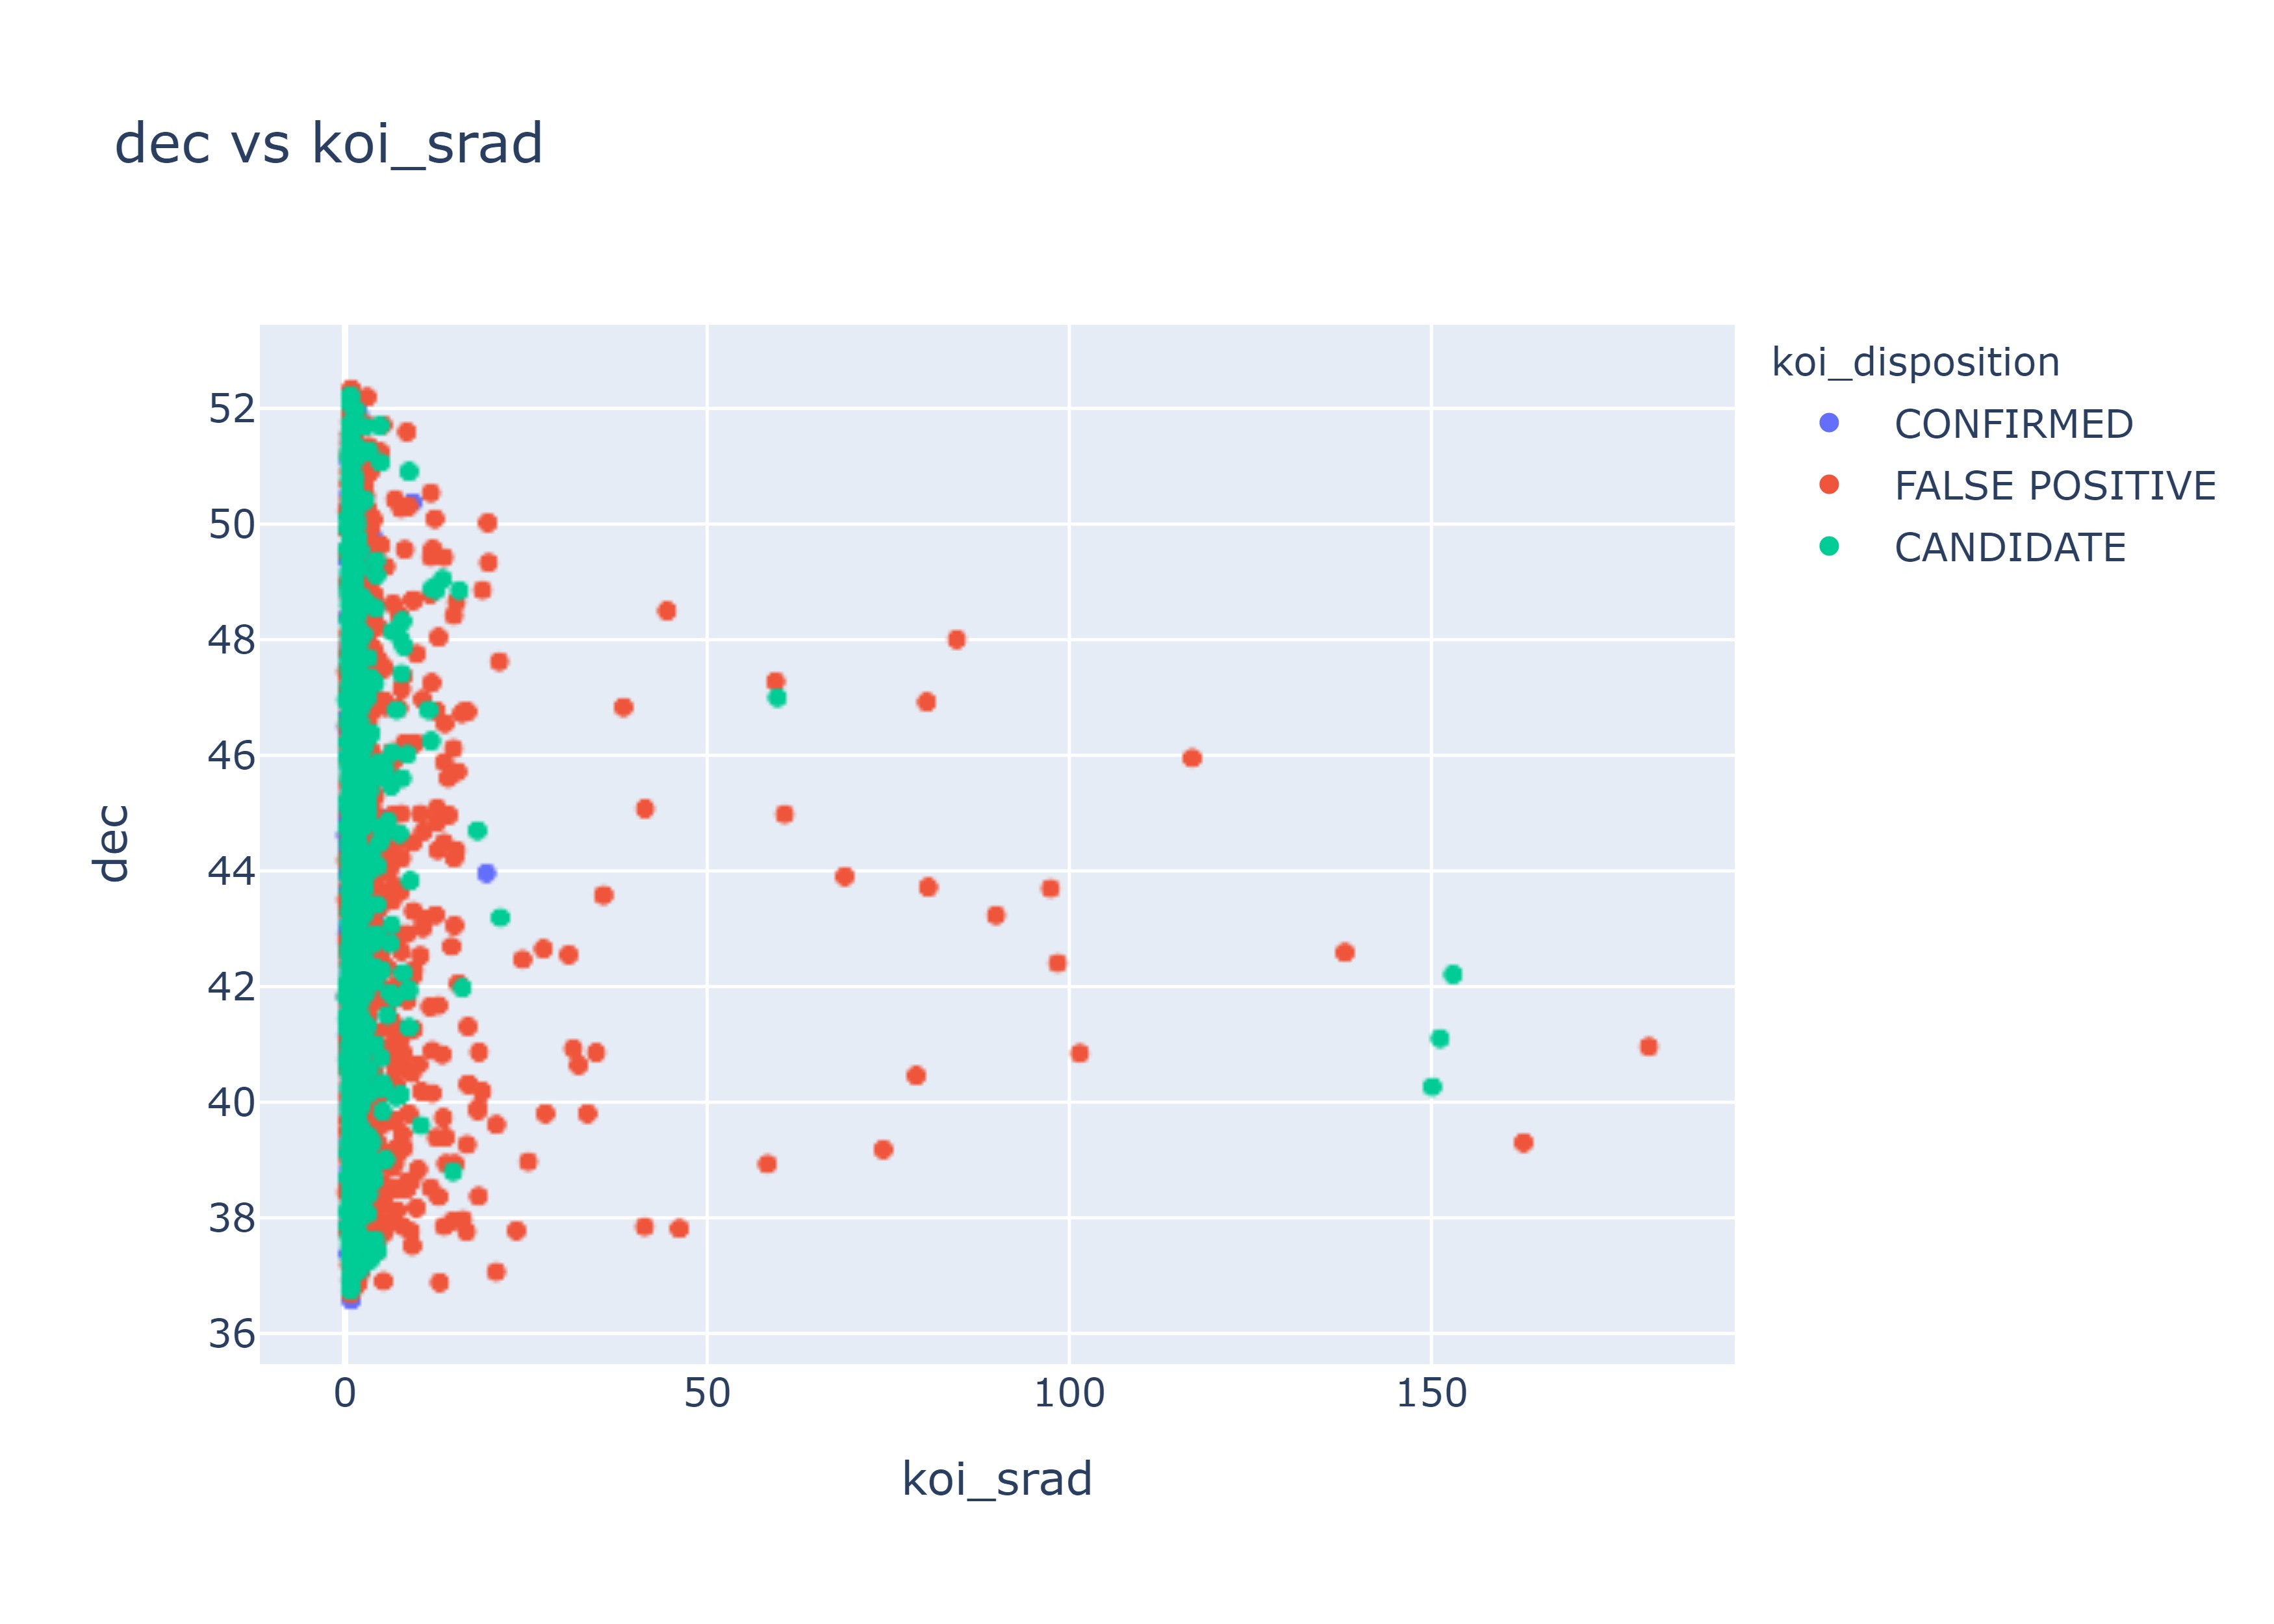 dec vs koi_srad
koi_disposition
CONFIRMED
FALSE POSITIVE
CANDIDATE
52
50
48
46
44
42
40
38
36
dec
0 50 100 150
koi_srad